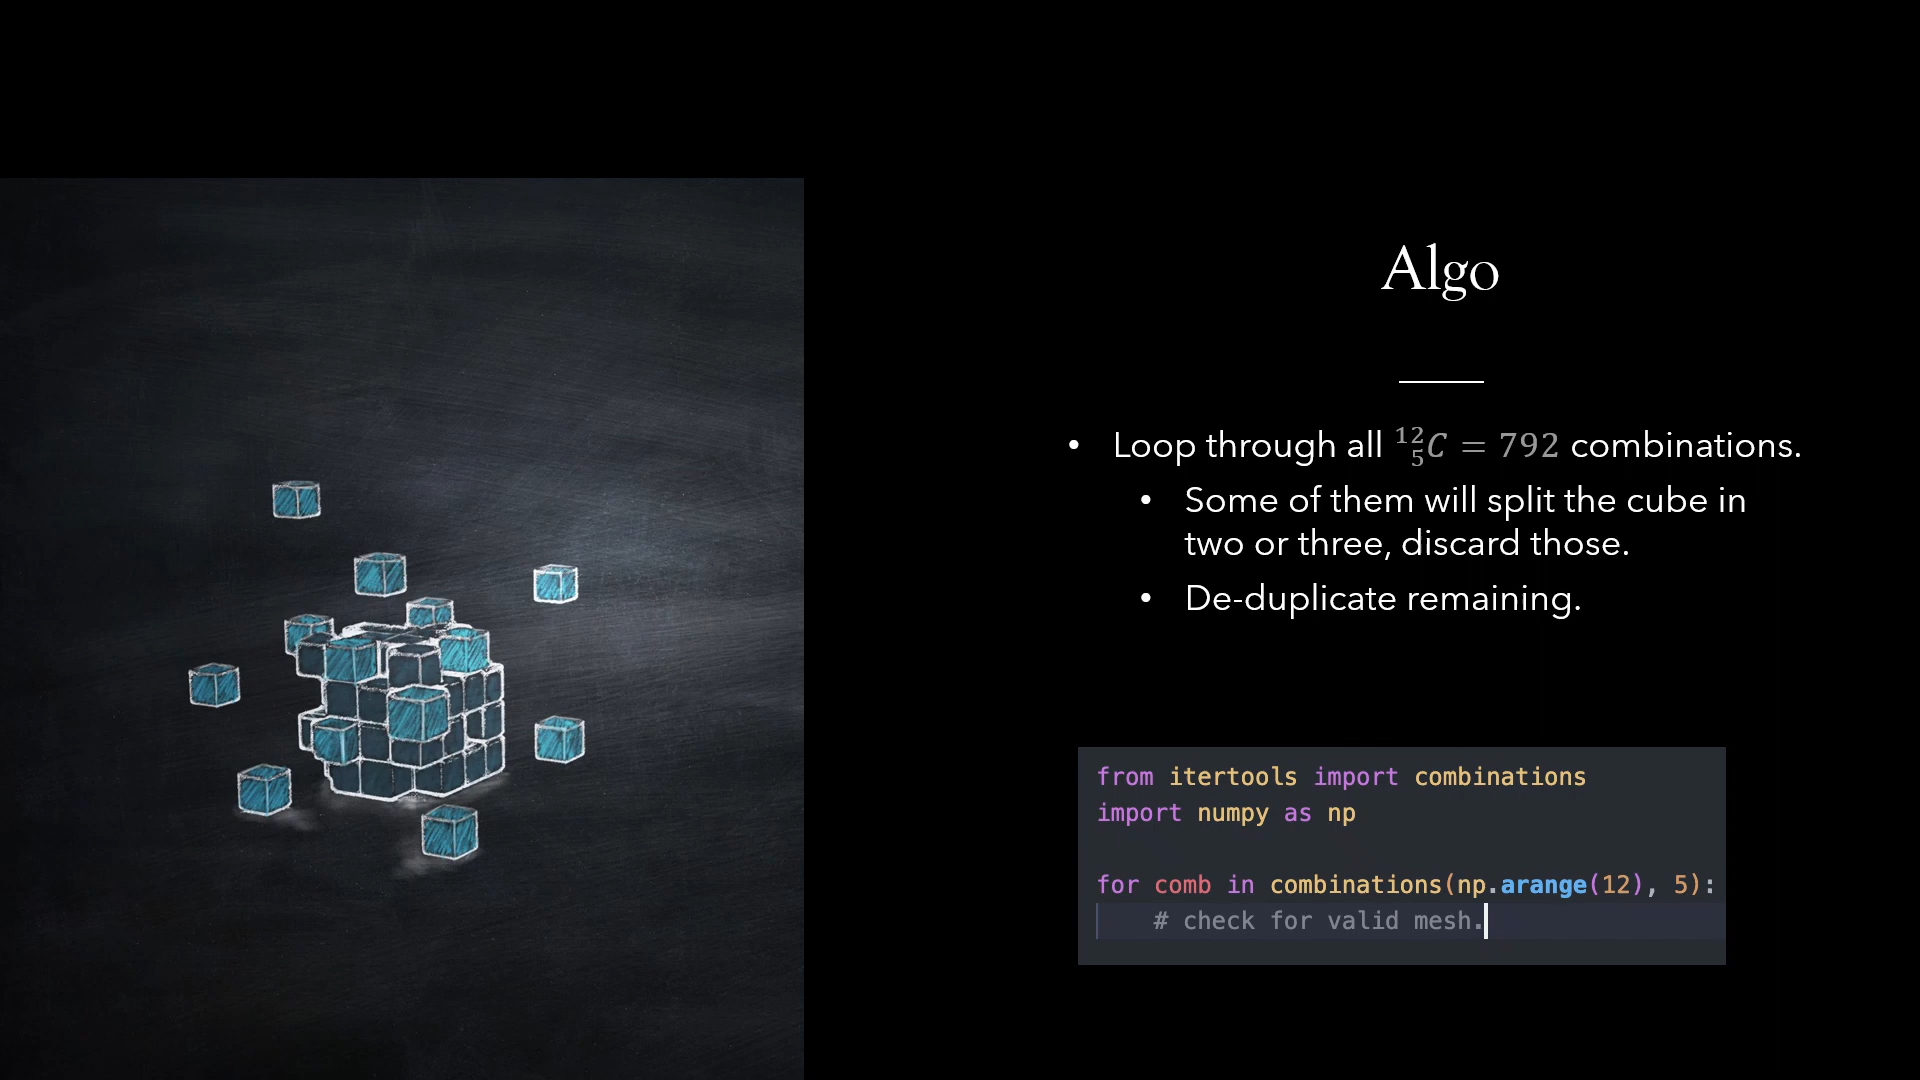 Algo
• Loop through all ¹²₅C = 792 combinations.
• Some of them will split the cube in
two or three, discard those.
• De-duplicate remaining.
from itertools import combinations
import numpy as np
for comb in combinations(np.arange(12), 5):
# check for valid mesh.